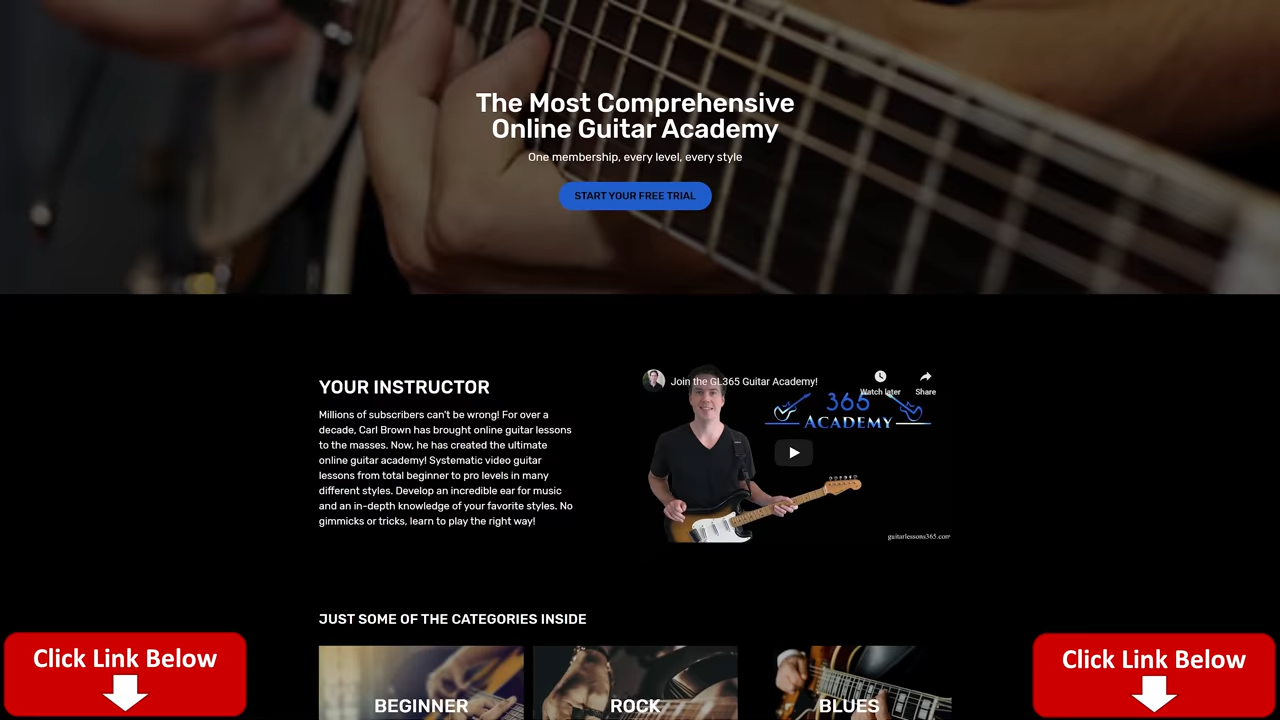 The Most Comprehensive
Online Guitar Academy
One membership, every level, every style
START YOUR FREE TRIAL
YOUR INSTRUCTOR
Millions of subscribers can't be wrong! For over a
decade, Carl Brown has brought online guitar lessons
to the masses. Now, he has created the ultimate
online guitar academy! Systematic video guitar
lessons from total beginner to pro levels in many
different styles. Develop an incredible ear for music
and an in-depth knowledge of your favorite styles. No
gimmicks or tricks, learn to play the right way!
Join the GL365 Guitar Academy!
Watch later
Share
365
ACADEMY
guitarlessons365.com
JUST SOME OF THE CATEGORIES INSIDE
BEGINNER
ROCK
BLUES
Click Link Below
Click Link Below